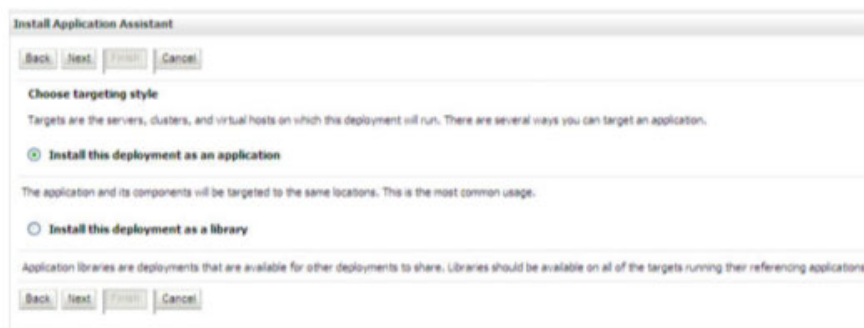 Install Application Assistant
Back Next Finish Cancel
Choose targeting style
Targets are the servers, clusters, and virtual hosts on which this deployment will run. There are several ways you can target an application.
Install this deployment as an application
The application and its components will be targeted to the same locations. This is the most common usage.
Install this deployment as a library
Application libraries are deployments that are available for other deployments to share. Libraries should be available on all of the targets running their referencing applications
Back Next Finish Cancel